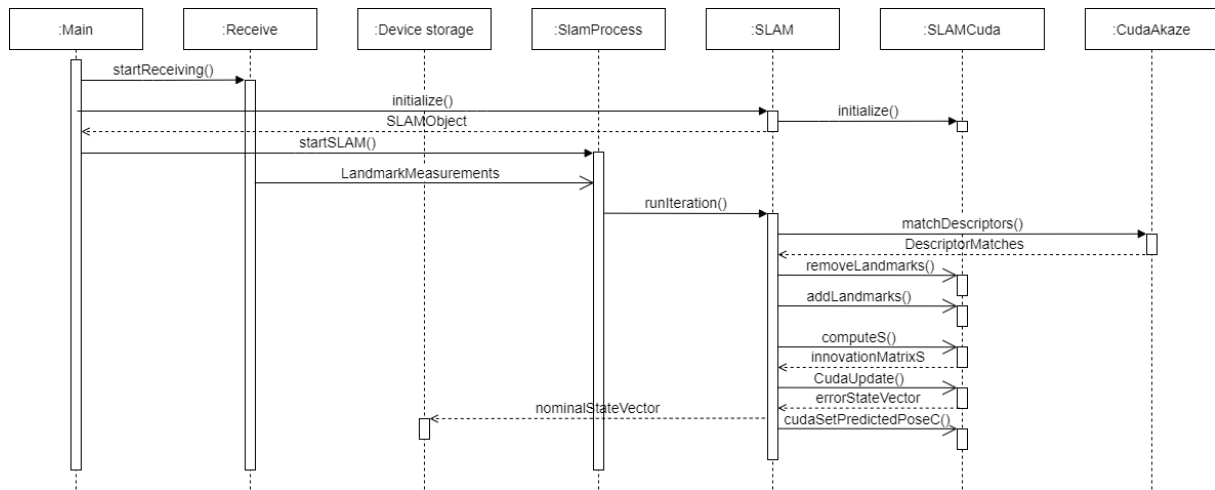 :Main
:Receive
:Device storage
:SlamProcess
:SLAM
:SLAMCuda
:CudaAkaze
startReceiving()
initialize()
SLAMObject
initialize()
startSLAM()
LandmarkMeasurements
runIteration()
matchDescriptors()
DescriptorMatches
removeLandmarks()
addLandmarks()
computeS()
innovationMatrixS
CudaUpdate()
errorStateVector
nominalStateVector
cudaSetPredictedPoseC()